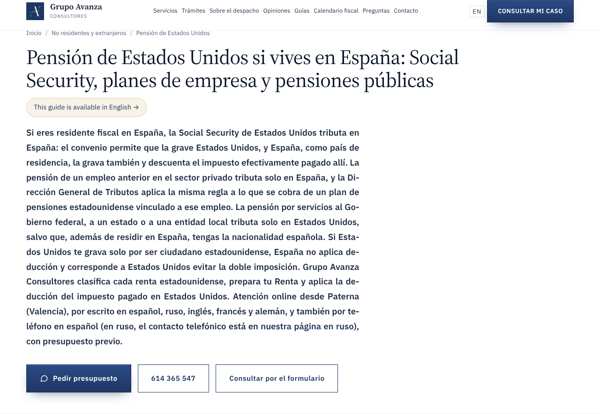 Grupo Avanza
CONSULTORES
Servicios Trámites Sobre el despacho Opiniones Guías Calendario fiscal Preguntas Contacto
EN
CONSULTAR MI CASO
Inicio / No residentes y extranjeros / Pensión de Estados Unidos
Pensión de Estados Unidos si vives en España: Social
Security, planes de empresa y pensiones públicas
This guide is available in English →
Si eres residente fiscal en España, la Social Security de Estados Unidos tributa en
España: el convenio permite que la grave Estados Unidos, y España, como país de
residencia, la grava también y descuenta el impuesto efectivamente pagado allí. La
pensión de un empleo anterior en el sector privado tributa solo en España, y la Di-
rección General de Tributos aplica la misma regla a lo que se cobra de un plan de
pensiones estadounidense vinculado a ese empleo. La pensión por servicios al Go-
bierno federal, a un estado o a una entidad local tributa solo en Estados Unidos,
salvo que, además de residir en España, tengas la nacionalidad española. Si Esta-
dos Unidos te grava solo por ser ciudadano estadounidense, España no aplica de-
ducción y corresponde a Estados Unidos evitar la doble imposición. Grupo Avanza
Consultores clasifica cada renta estadounidense, prepara tu Renta y aplica la de-
ducción del impuesto pagado en Estados Unidos. Atención online desde Paterna
(Valencia), por escrito en español, ruso, inglés, francés y alemán, y también por te-
léfono en español (en ruso, el contacto telefónico está en nuestra página en ruso),
con presupuesto previo.
Pedir presupuesto
614 365 547
Consultar por el formulario